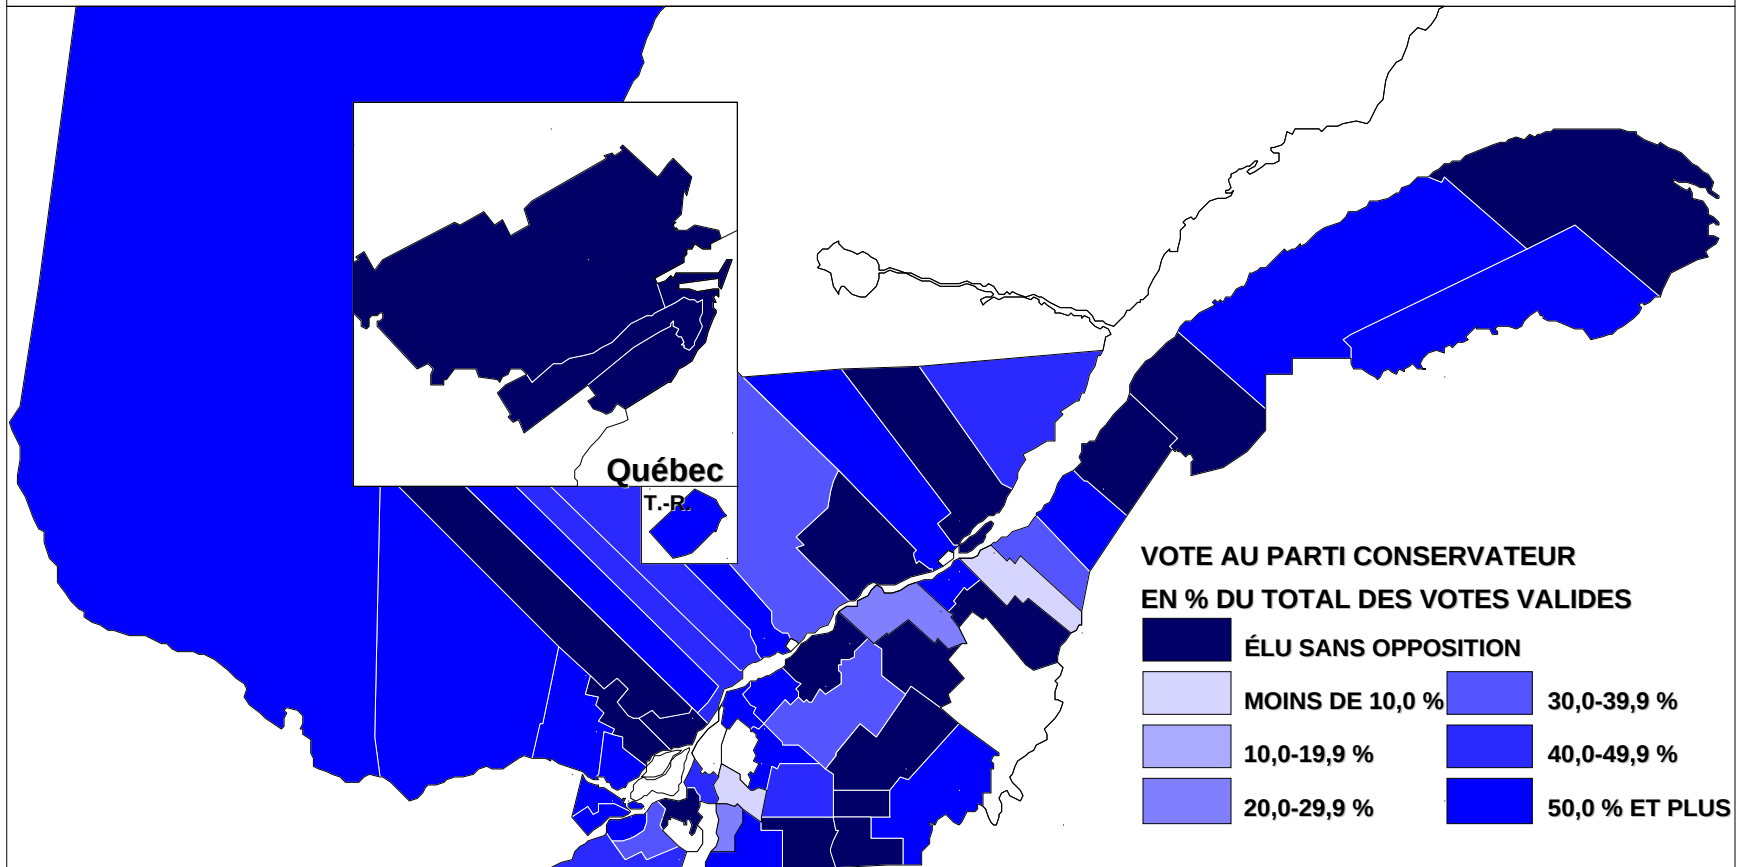 Québec
T.-R.
VOTE AU PARTI CONSERVATEUR
EN % DU TOTAL DES VOTES VALIDES
ÉLU SANS OPPOSITION
MOINS DE 10,0 %
30,0-39,9 %
10,0-19,9 %
40,0-49,9 %
20,0-29,9 %
50,0 % ET PLUS